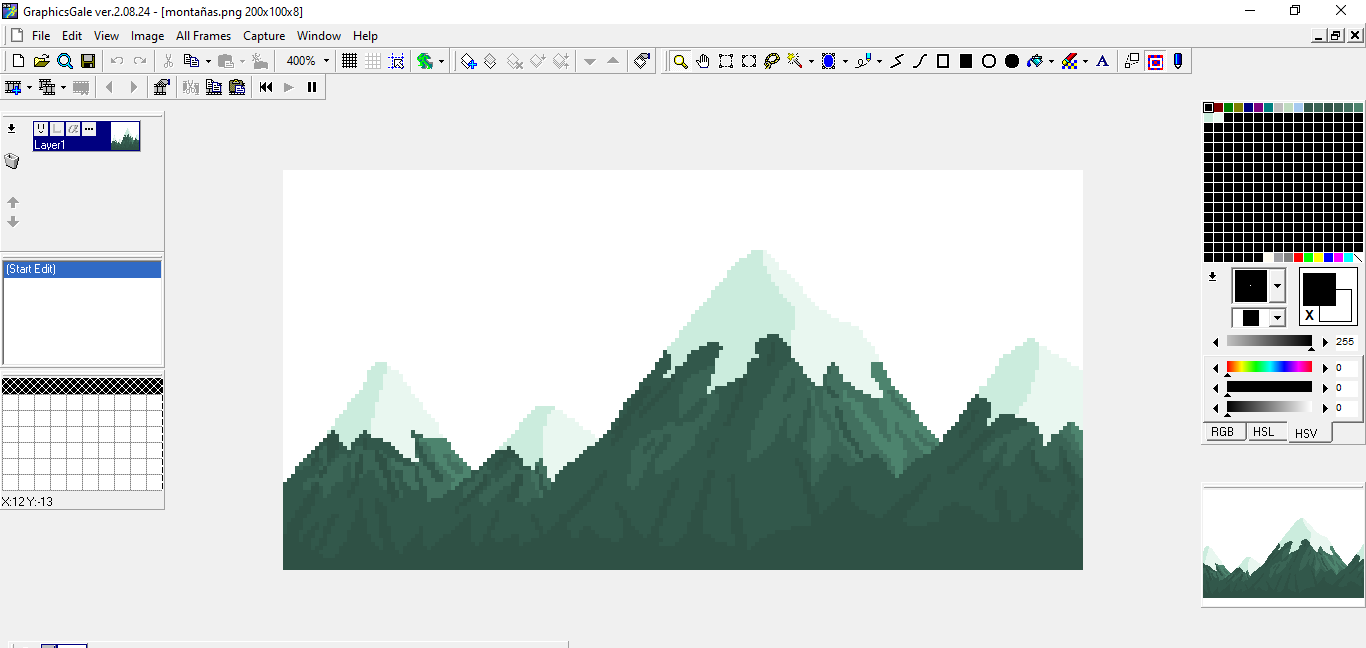 GraphicsGale ver.2.08.24 - [montañas.png 200x100x8]
File Edit View Image All Frames Capture Window Help
400%
A
Layer1
(Start Edit)
X:12 Y:-13
X
255
0
0
0
RGB HSL HSV